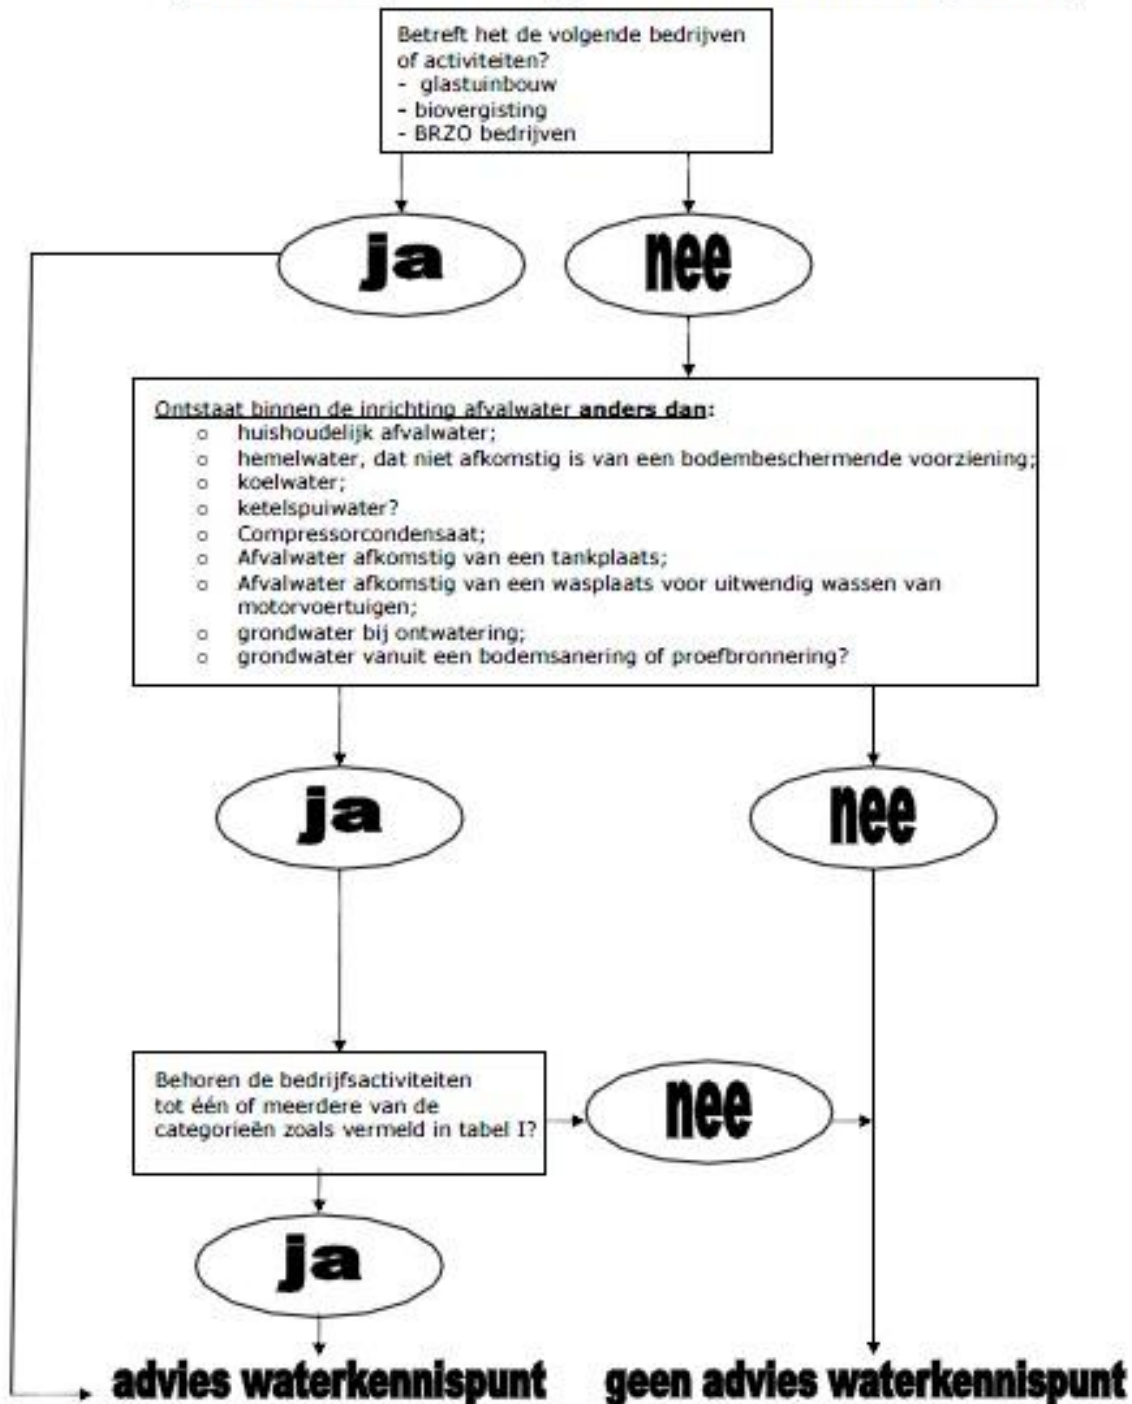 Betreft het de volgende bedrijven
of activiteiten?
- glastuinbouw
- biovergisting
- BRZO bedrijven
ja
nee
Ontstaat binnen de inrichting afvalwater anders dan:
o huishoudelijk afvalwater;
o hemelwater, dat niet afkomstig is van een bodembeschermende voorziening;
o koelwater;
o ketelspuiwater?
o Compressorcondensaat;
o Afvalwater afkomstig van een tankplaats;
o Afvalwater afkomstig van een wasplaats voor uitwendig wassen van
motorvoertuigen;
o grondwater bij ontwatering;
o grondwater vanuit een bodemsanering of proefbronnering?
ja
nee
Behoren de bedrijfsactiviteiten
tot één of meerdere van de
categorieën zoals vermeld in tabel I?
nee
ja
advies waterkennispunt
geen advies waterkennispunt